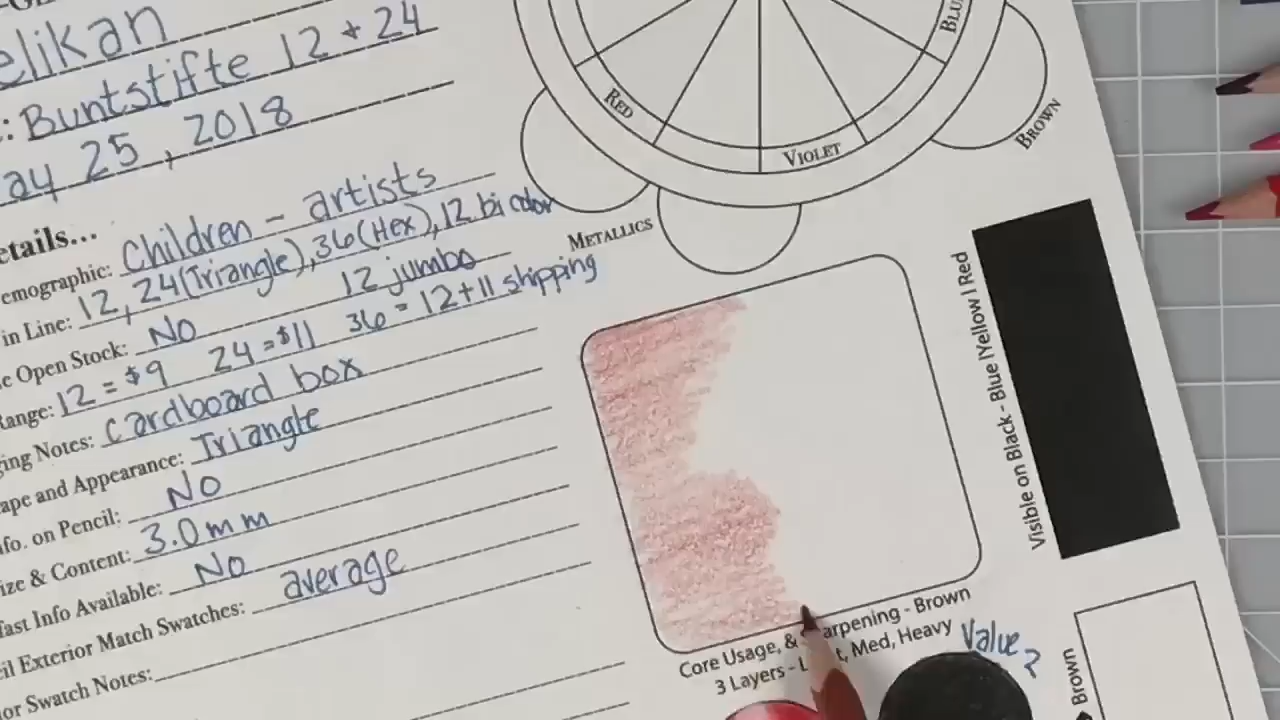 elikan
: Buntstifte 12 + 24
ay 25, 2018
etails...
emographic: Children - artists
in Line: 12, 24(Triangle), 36(Hex), 12 bi color
12 jumbo
e Open Stock: No
Range: 12 = $9 24 = $11 36 = 12+11 shipping
ging Notes: Cardboard box
ape and Appearance: Triangle
nfo. on Pencil: No
ize & Content: 3.0mm
fast Info Available: No
il Exterior Match Swatches: average
or Swatch Notes:
RED
VIOLET
BLU
BROWN
METALLICS
Visible on Black - Blue |Yellow | Red
Core Usage, & Sharpening - Brown
3 Layers - L t, Med, Heavy
Value 2
Brown